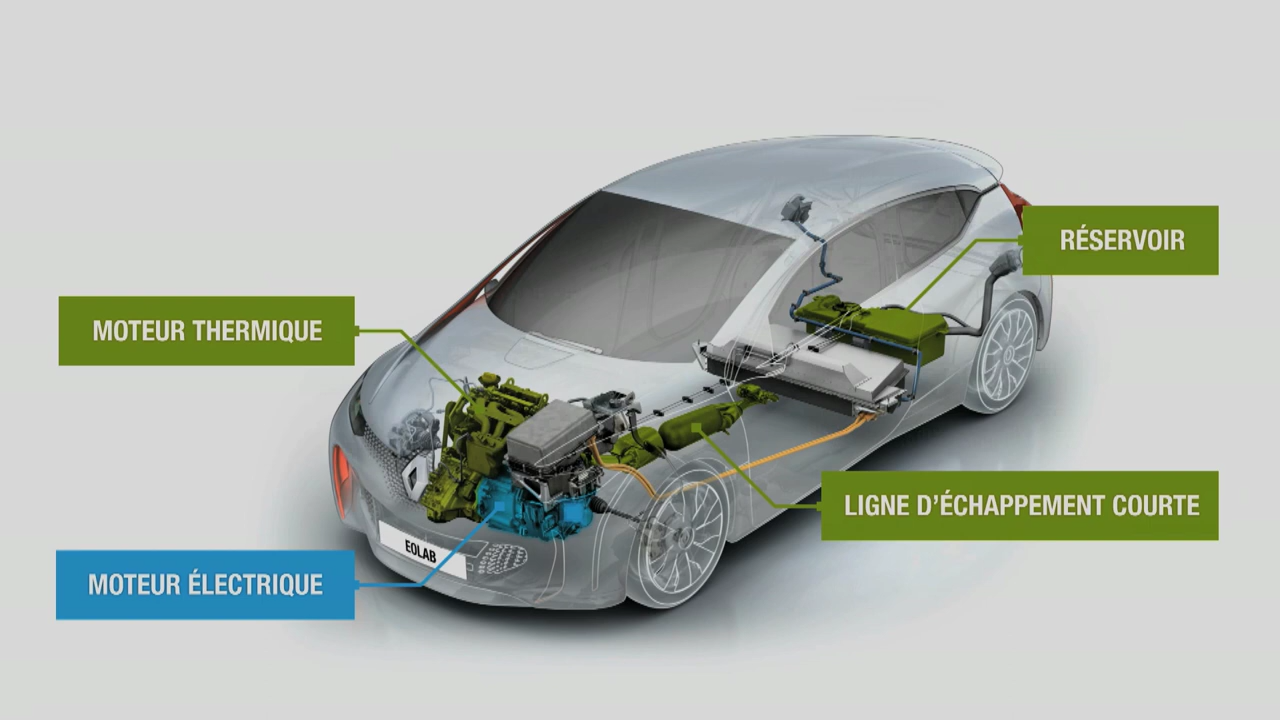 RÉSERVOIR
MOTEUR THERMIQUE
LIGNE D'ÉCHAPPEMENT COURTE
EOLAB
MOTEUR ÉLECTRIQUE